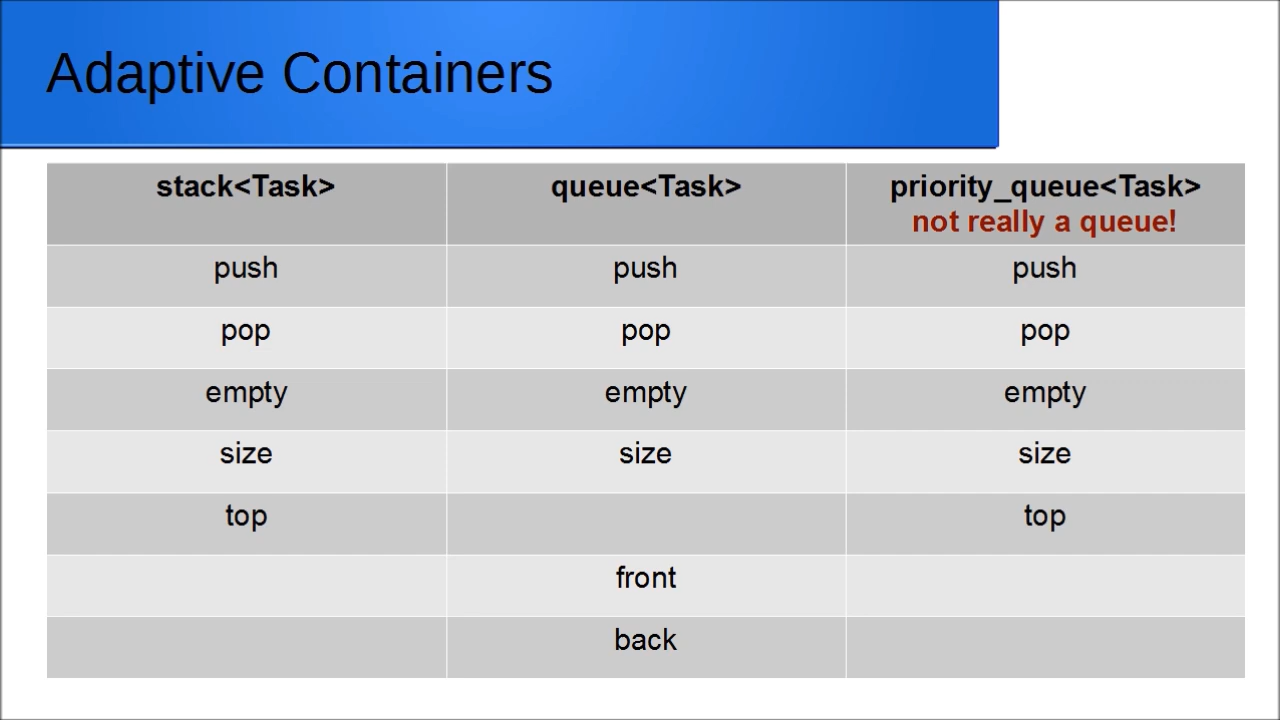 Adaptive Containers
stack<Task>
queue<Task>
priority_queue<Task>
not really a queue!
push
push
push
pop
pop
pop
empty
empty
empty
size
size
size
top
top
front
back